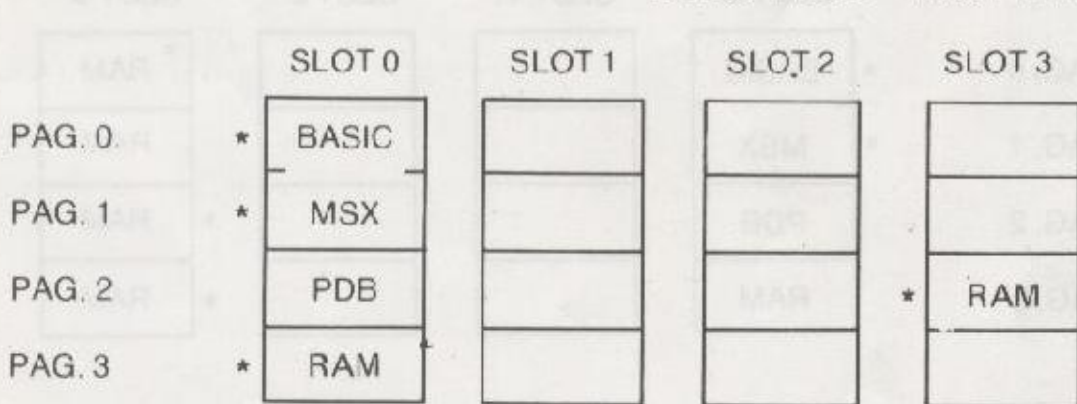 SLOT 0 SLOT 1 SLOT 2 SLOT 3
PAG. 0 * BASIC
PAG. 1 * MSX
PAG. 2 PDB * RAM
PAG. 3 * RAM